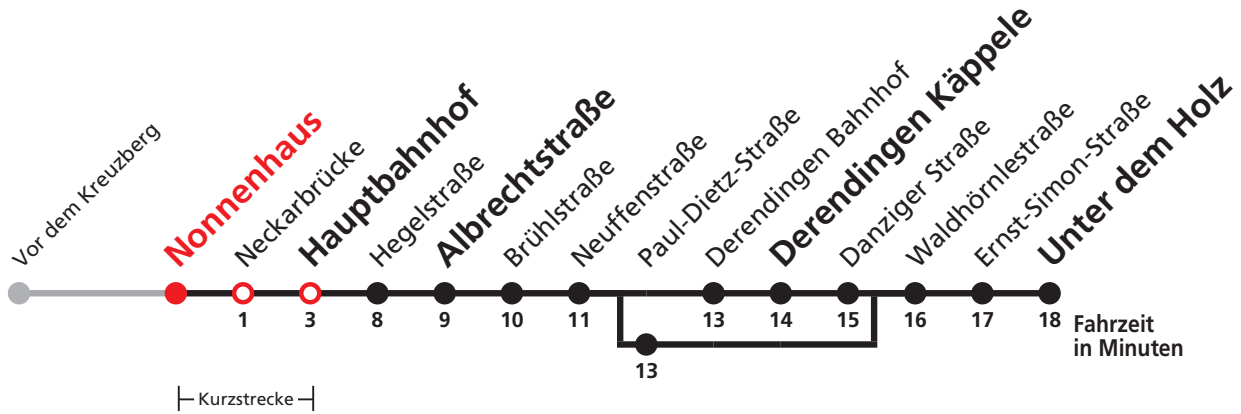 Vor dem Kreuzberg
Nonnenhaus
Neckarbrücke
Hauptbahnhof
Hegelstraße
Albrechtstraße
Brühlstraße
Neuffenstraße
Paul-Dietz-Straße
Derendingen Bahnhof
Derendingen Käppele
Danziger Straße
Waldhörnlestraße
Ernst-Simon-Straße
Unter dem Holz
1 3 8 9 10 11 13 14 15 16 17 18
Fahrzeit
in Minuten
13
Kurzstrecke